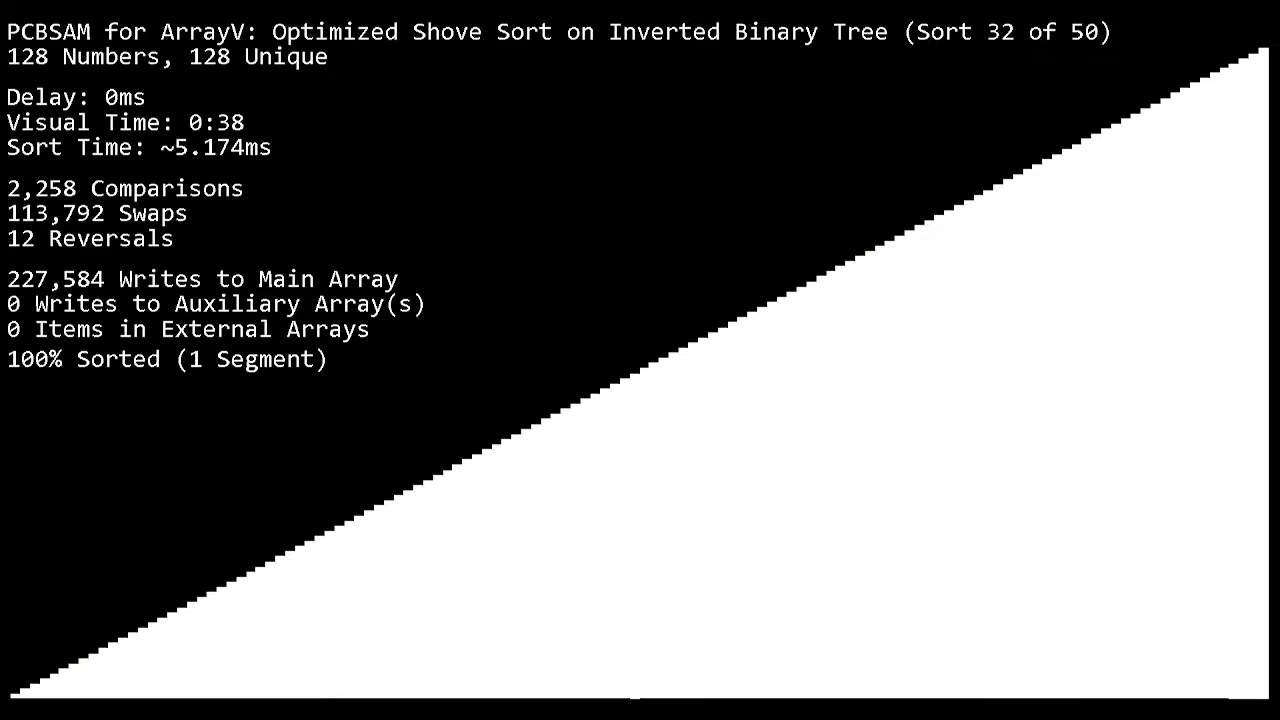 PCBSAM for ArrayV: Optimized Shove Sort on Inverted Binary Tree (Sort 32 of 50)
128 Numbers, 128 Unique
Delay: 0ms
Visual Time: 0:38
Sort Time: ~5.174ms
2,258 Comparisons
113,792 Swaps
12 Reversals
227,584 Writes to Main Array
0 Writes to Auxiliary Array(s)
0 Items in External Arrays
100% Sorted (1 Segment)